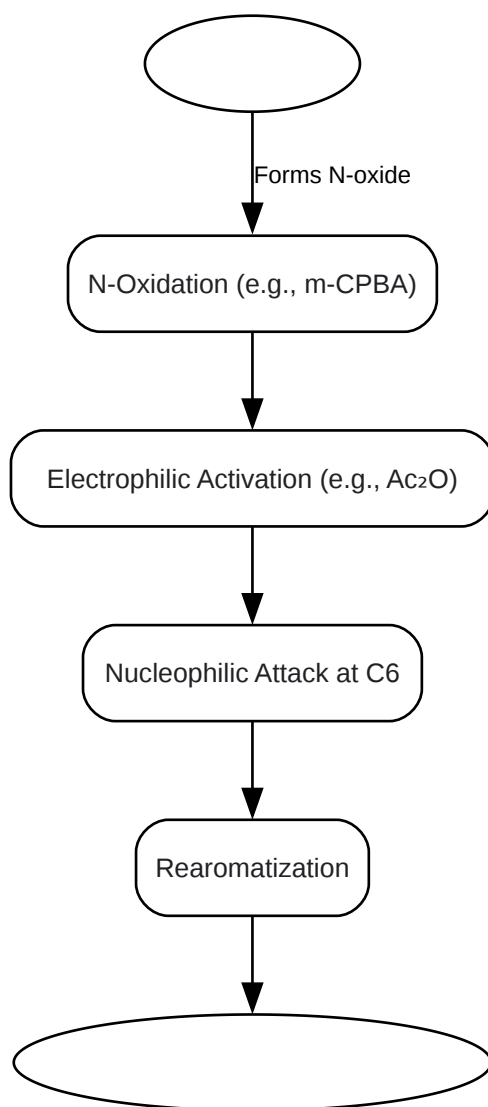 Forms N-oxide
N-Oxidation (e.g., m-CPBA)
Electrophilic Activation (e.g., Ac₂O)
Nucleophilic Attack at C6
Rearomatization